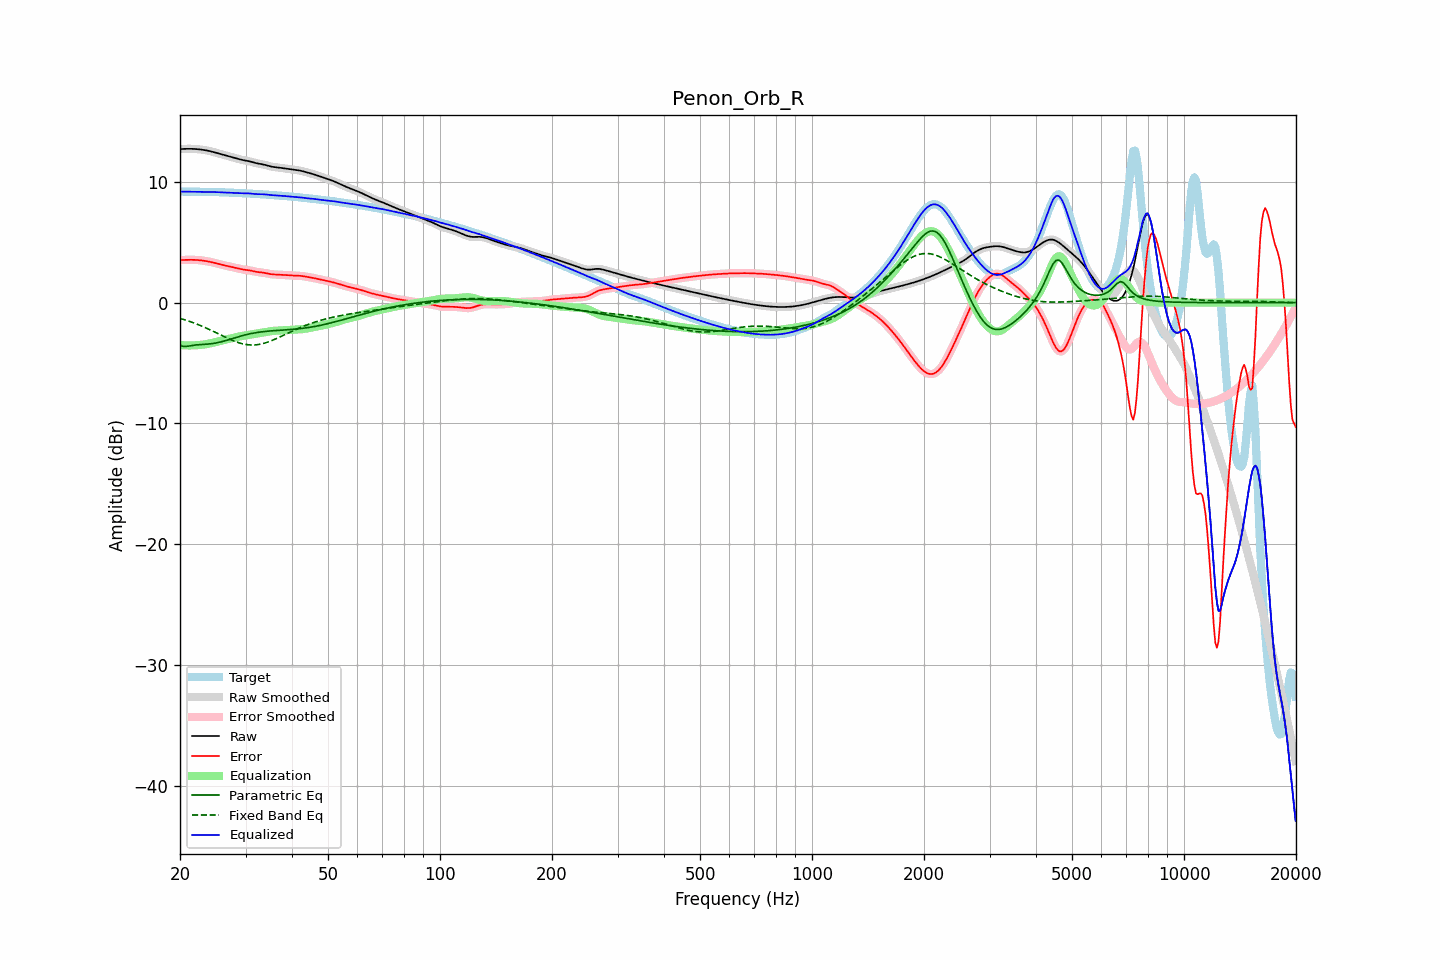 Penon_Orb_R
Amplitude (dBr)
10
0
−10
−20
−30
−40
Target
Raw Smoothed
Error Smoothed
Raw
Error
Equalization
Parametric Eq
Fixed Band Eq
Equalized
20 50 100 200 500 1000 2000 5000 10000 20000
Frequency (Hz)